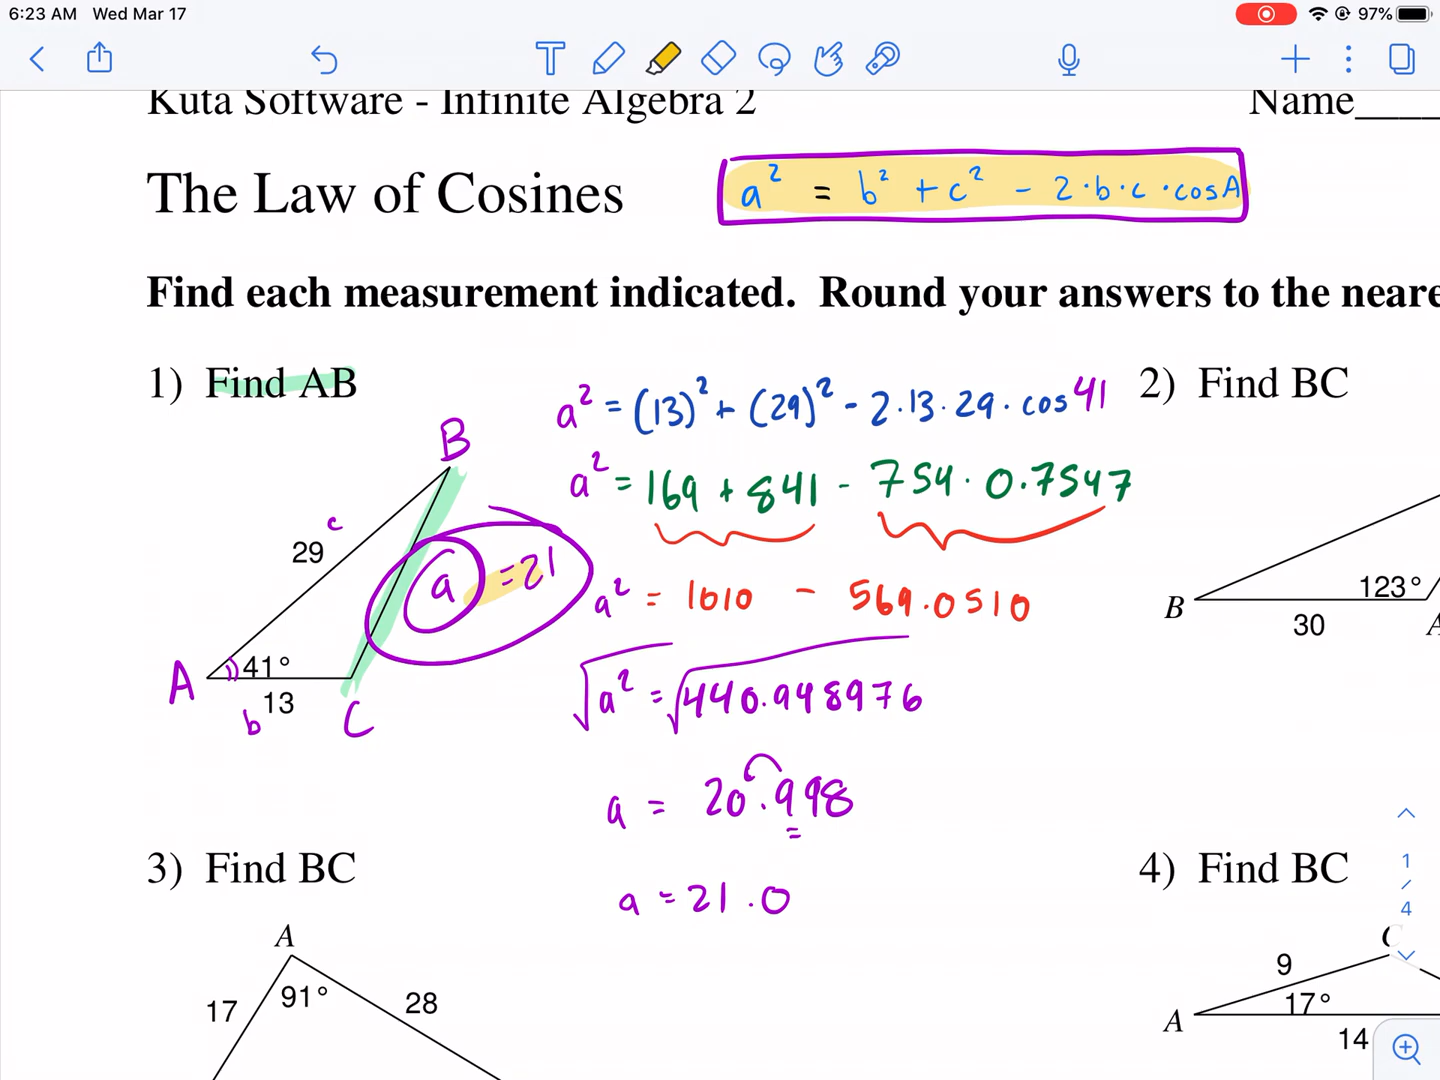 6:23 AM Wed Mar 17
97%
Kuta Software - Infinite Algebra 2
Name____
The Law of Cosines
a² = b² + c² - 2·b·c·cosA
Find each measurement indicated. Round your answers to the neare
1) Find AB
a² = (13)² + (29)² - 2·13·29·cos41
a² = 169 + 841 - 754·0.7547
a² = 1010 - 569.0510
√a² = √440.948976
a = 20.998
a = 21.0
B
c
29
a = 21
A
41°
13
b
C
2) Find BC
123°
B
30
A
3) Find BC
A
17
91°
28
4) Find BC
C
9
17°
A
14
1
/
4